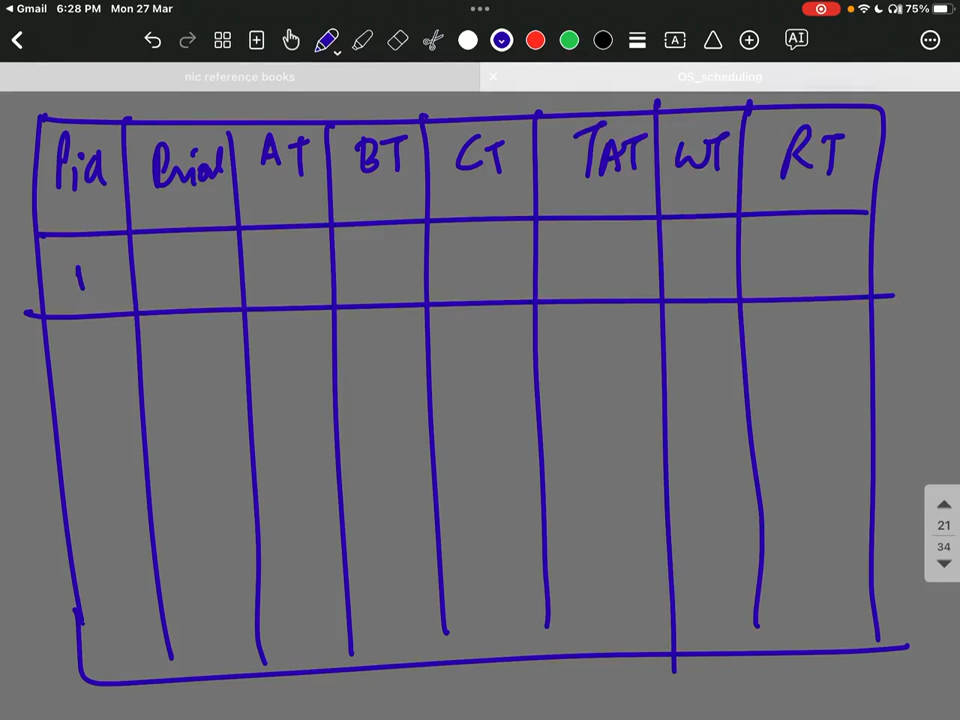 Gmail 6:28 PM Mon 27 Mar 75%
A AI
nic reference books OS_scheduling
Pid Priot AT BT CT TAT WT RT
1
21
34